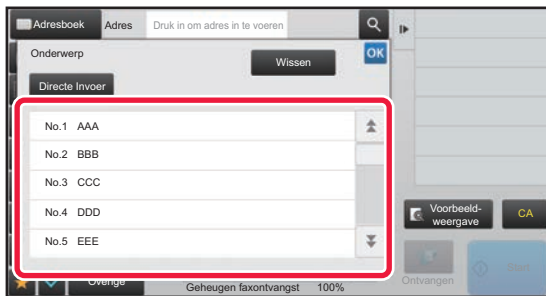 Adresboek Adres Druk in om adres in te voeren
Onderwerp Wissen OK
Directe Invoer
No.1 AAA
No.2 BBB
No.3 CCC
No.4 DDD
No.5 EEE
Voorbeeld-
weergave
CA
Overige
Geheugen faxontvangst 100%
Ontvangen
Start